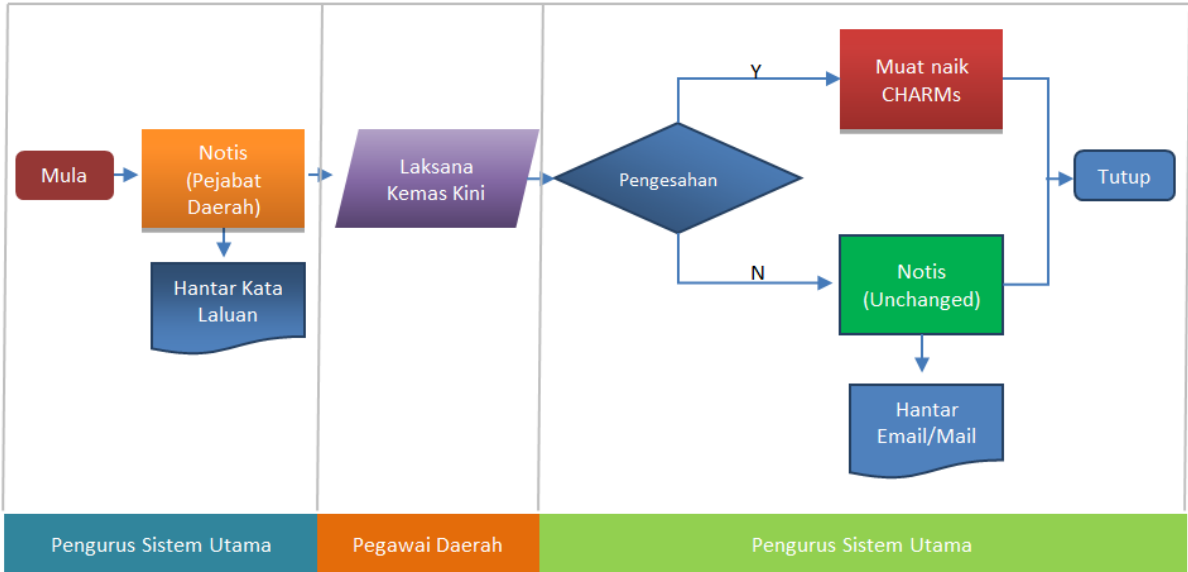 Mula
Notis
(Pejabat
Daerah)
Hantar Kata
Laluan
Laksana
Kemas Kini
Pengesahan
Y
Muat naik
CHARMs
N
Notis
(Unchanged)
Hantar
Email/Mail
Tutup
Pengurus Sistem Utama
Pegawai Daerah
Pengurus Sistem Utama